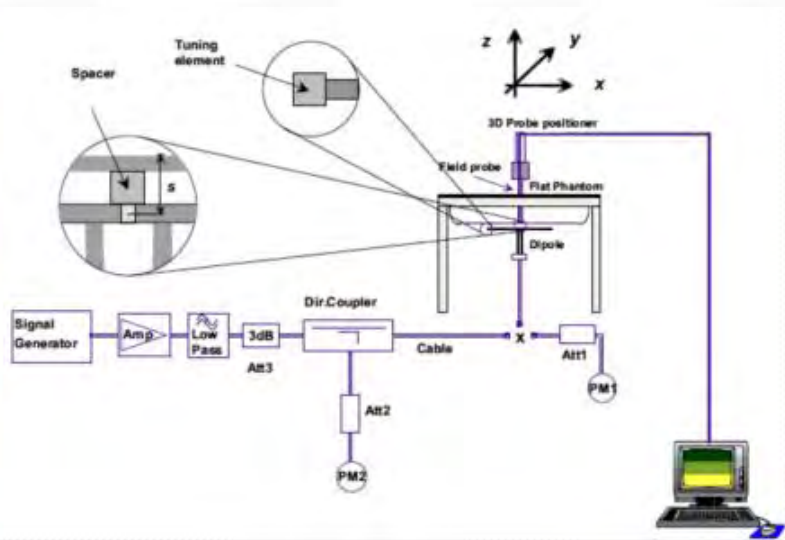 z
y
x
Tuning
element
Spacer
3D Probe positioner
Field probe
Flat Phantom
s
Dipole
Dir.Coupler
Signal
Generator
Amp
Low
Pass
3dB
Att3
Cable
x
Att1
PM1
Att2
PM2